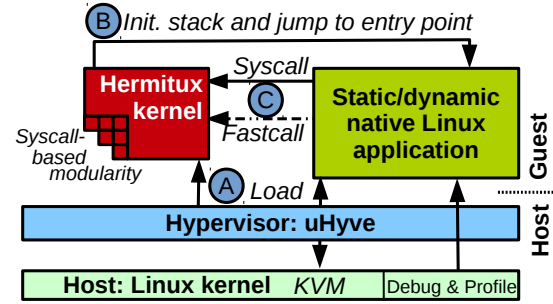 B Init. stack and jump to entry point
Hermitux
kernel
Syscall
C
Fastcall
Static/dynamic
native Linux
application
Syscall-
based
modularity
A Load
Guest
Host
Hypervisor: uHyve
Host: Linux kernel KVM Debug & Profile